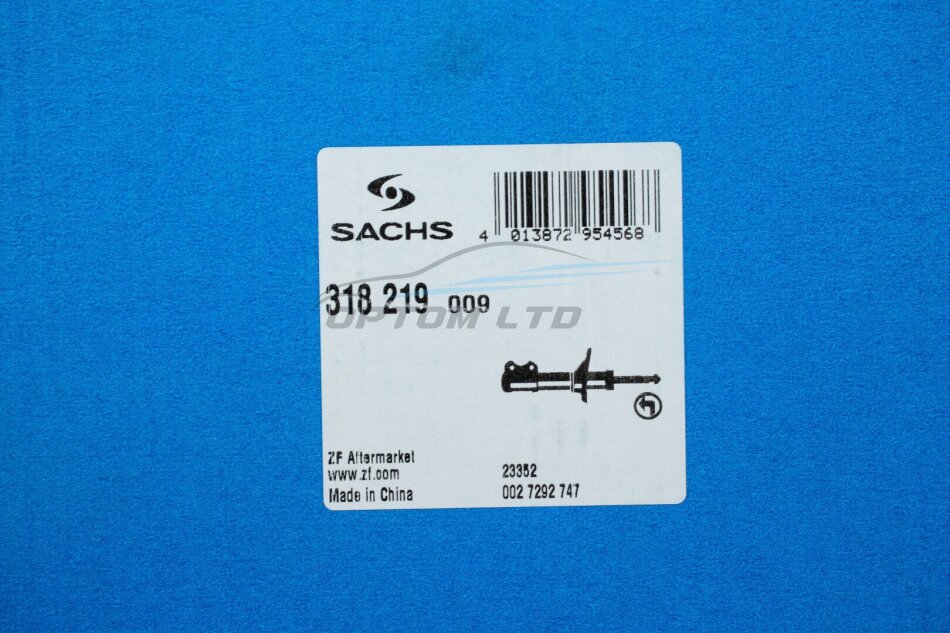 SACHS
4 013872 954568
318 219 009
OPTOM LTD
ZF Aftermarket
www.zf.com
Made in China
23352
002 7292 747